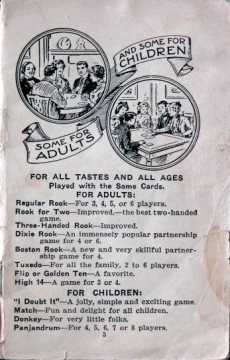 AND SOME FOR
CHILDREN
SOME FOR
ADULTS
FOR ALL TASTES AND ALL AGES
Played with the Same Cards.
FOR ADULTS:
Regular Rook—For 3, 4, 5, or 6 players.
Rook for Two—Improved,—the best two-handed
game.
Three-Handed Rook—Improved.
Dixie Rook—An immensely popular partnership
game for 4 or 6.
Boston Rook—A new and very skillful partner-
ship game for 4.
Tuxedo—For all the family, 2 to 6 players.
Flip or Golden Ten—A favorite.
High 14—A game for 3 or 4.
FOR CHILDREN:
"I Doubt It"—A jolly, simple and exciting game.
Match—Fun and delight for all children.
Donkey—For very little folks.
Panjandrum—For 4, 5, 6, 7 or 8 players.
3